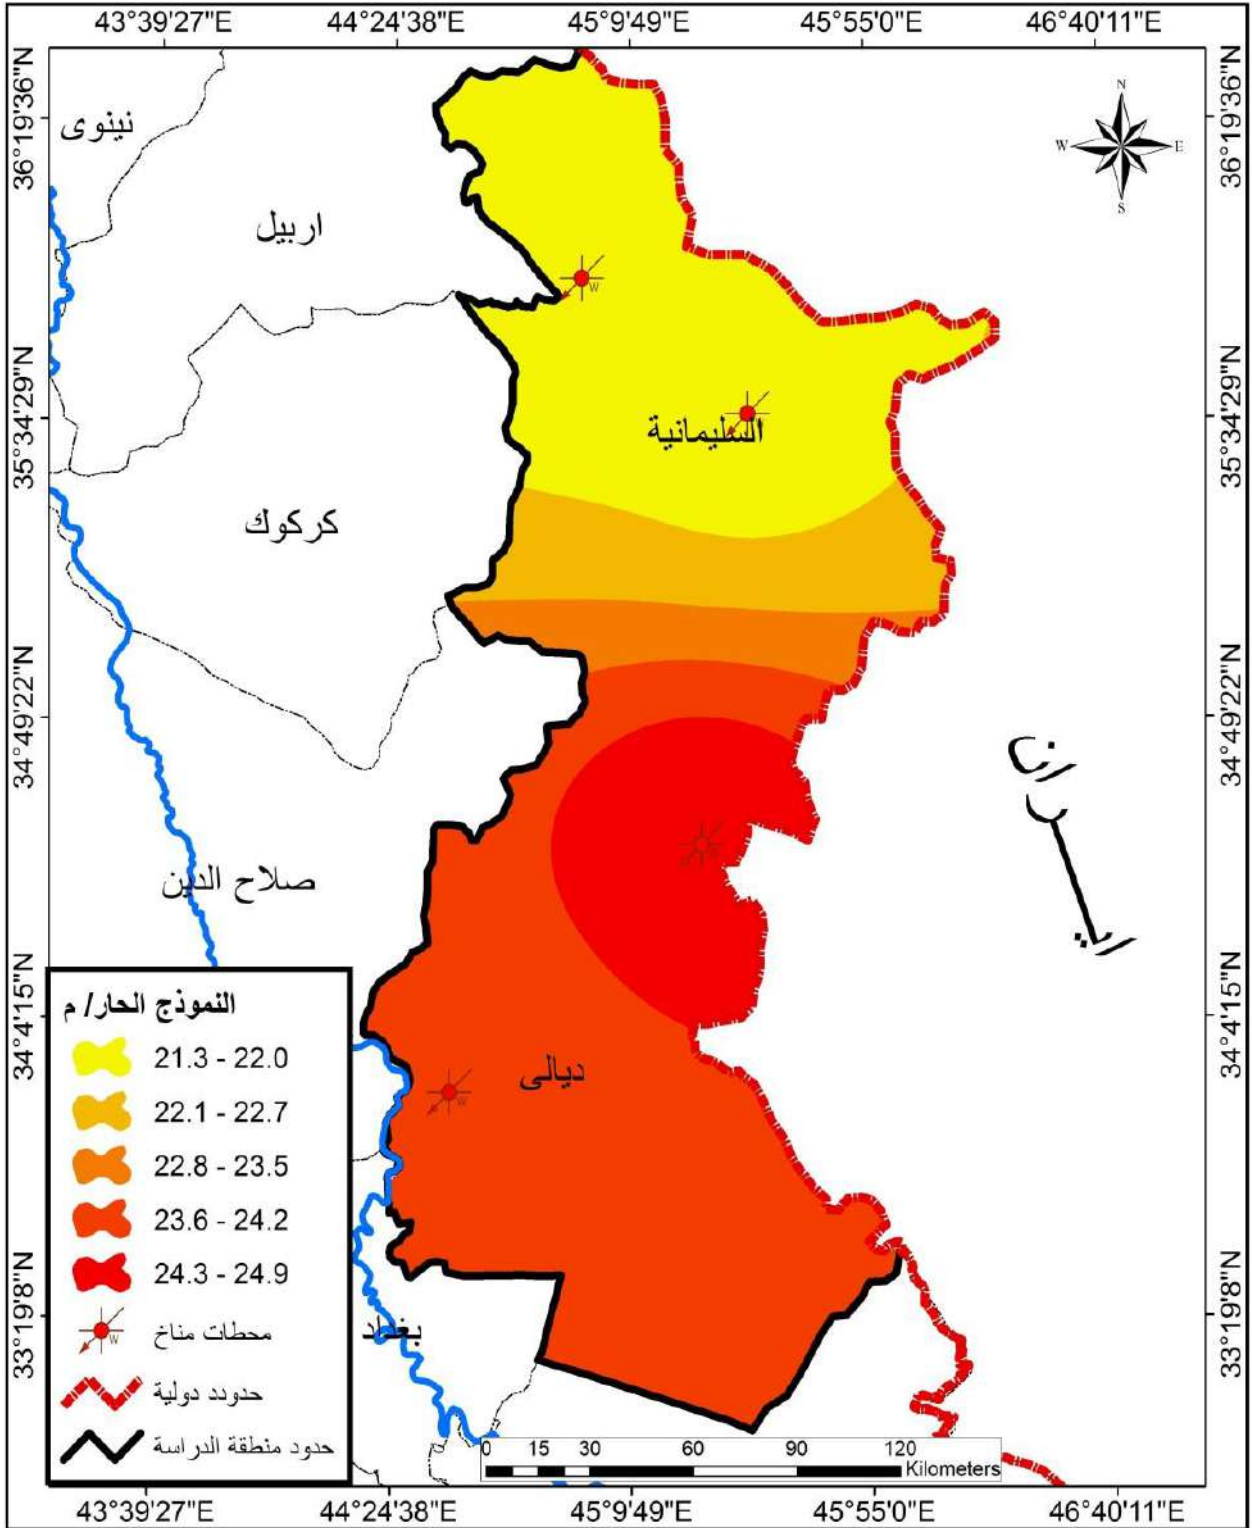 43°39'27"E 44°24'38"E 45°9'49"E 45°55'0"E 46°40'11"E
36°19'36"N
36°19'36"N
35°34'29"N
35°34'29"N
34°49'22"N
34°49'22"N
34°4'15"N
34°4'15"N
33°19'8"N
33°19'8"N
N
W E
S
نينوى
اربيل
W
السليمانية
كركوك
ايران
صلاح الدين
ديالى
W
بغداد
النموذج الحار/ م
21.3 - 22.0
22.1 - 22.7
22.8 - 23.5
23.6 - 24.2
24.3 - 24.9
محطات مناخ
W
حدودد دولية
حدود منطقة الدراسة
0 15 30 60 90 120
Kilometers
43°39'27"E 44°24'38"E 45°9'49"E 45°55'0"E 46°40'11"E